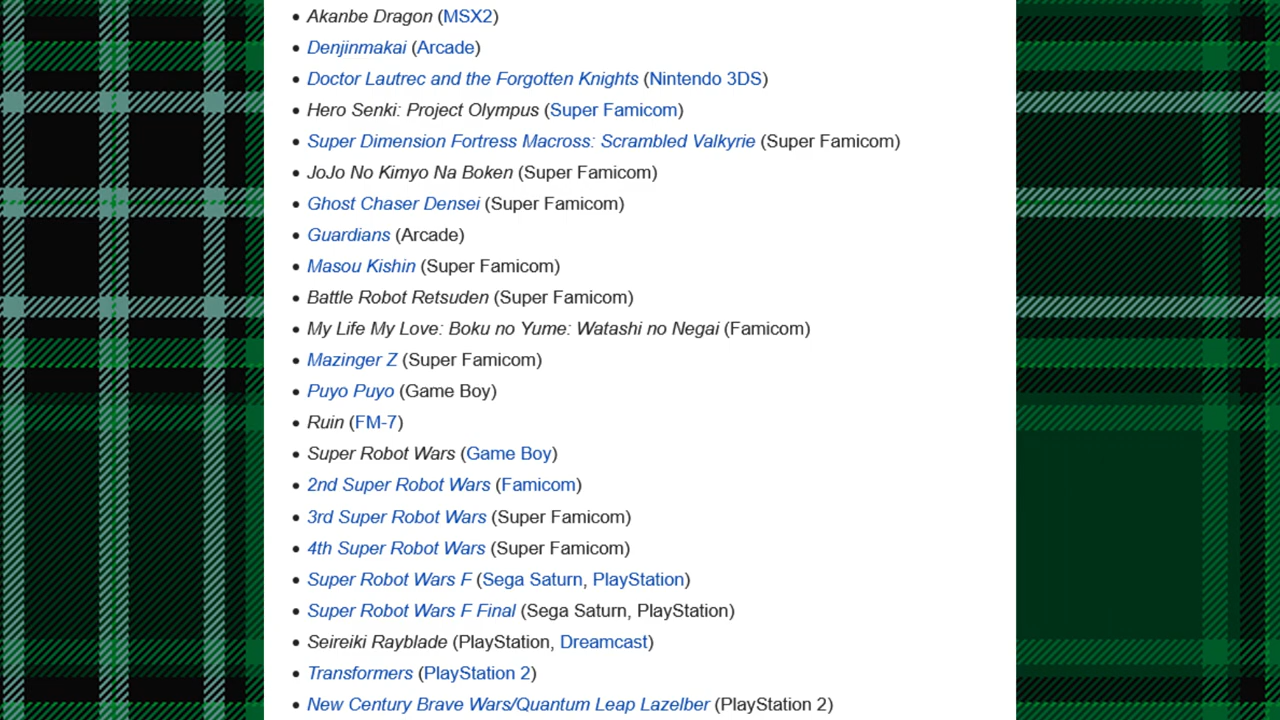 • Akanbe Dragon (MSX2)
• Denjinmakai (Arcade)
• Doctor Lautrec and the Forgotten Knights (Nintendo 3DS)
• Hero Senki: Project Olympus (Super Famicom)
• Super Dimension Fortress Macross: Scrambled Valkyrie (Super Famicom)
• JoJo No Kimyo Na Boken (Super Famicom)
• Ghost Chaser Densei (Super Famicom)
• Guardians (Arcade)
• Masou Kishin (Super Famicom)
• Battle Robot Retsuden (Super Famicom)
• My Life My Love: Boku no Yume: Watashi no Negai (Famicom)
• Mazinger Z (Super Famicom)
• Puyo Puyo (Game Boy)
• Ruin (FM-7)
• Super Robot Wars (Game Boy)
• 2nd Super Robot Wars (Famicom)
• 3rd Super Robot Wars (Super Famicom)
• 4th Super Robot Wars (Super Famicom)
• Super Robot Wars F (Sega Saturn, PlayStation)
• Super Robot Wars F Final (Sega Saturn, PlayStation)
• Seireiki Rayblade (PlayStation, Dreamcast)
• Transformers (PlayStation 2)
• New Century Brave Wars/Quantum Leap Lazelber (PlayStation 2)